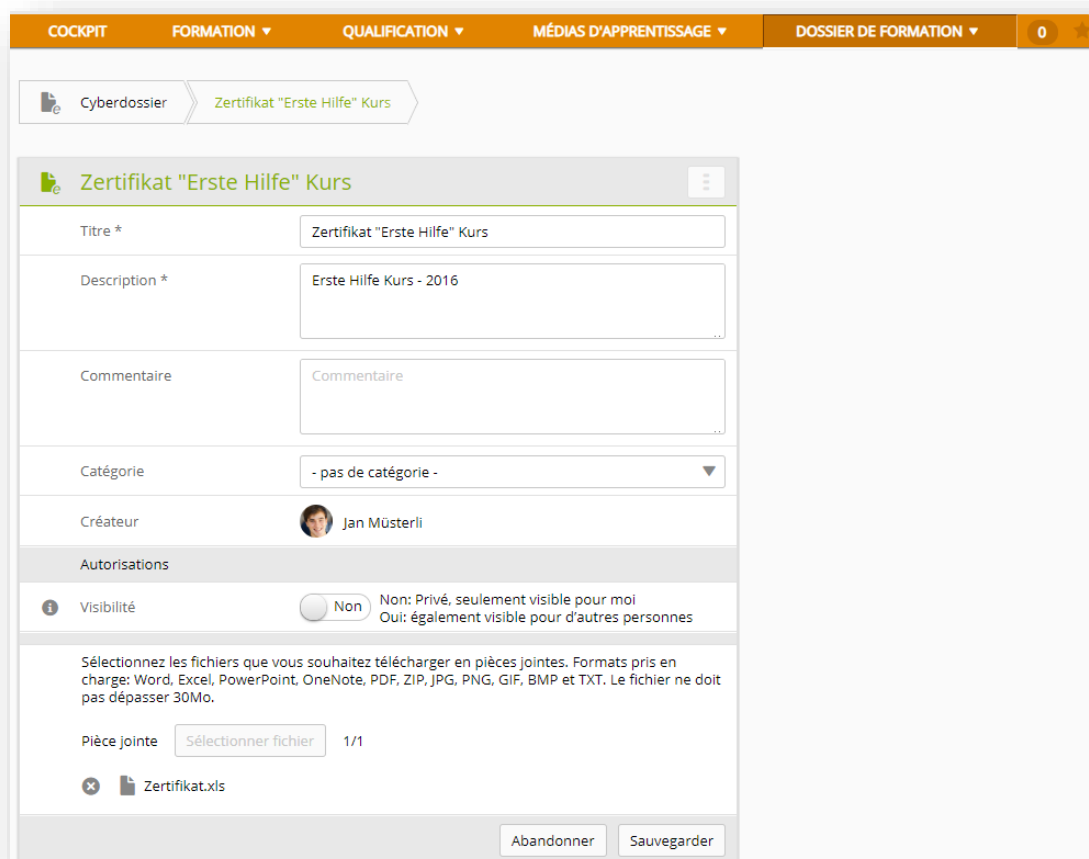 COCKPIT FORMATION ▼ QUALIFICATION ▼ MÉDIAS D'APPRENTISSAGE ▼ DOSSIER DE FORMATION ▼ 0
Cyberdossier Zertifikat "Erste Hilfe" Kurs
Zertifikat "Erste Hilfe" Kurs
Titre * Zertifikat "Erste Hilfe" Kurs
Description * Erste Hilfe Kurs - 2016
Commentaire Commentaire
Catégorie - pas de catégorie -
Créateur Jan Müsterli
Autorisations
Visibilité Non Non: Privé, seulement visible pour moi
Oui: également visible pour d'autres personnes
Sélectionnez les fichiers que vous souhaitez télécharger en pièces jointes. Formats pris en
charge: Word, Excel, PowerPoint, OneNote, PDF, ZIP, JPG, PNG, GIF, BMP et TXT. Le fichier ne doit
pas dépasser 30Mo.
Pièce jointe Sélectionner fichier 1/1
Zertifikat.xls
Abandonner Sauvegarder